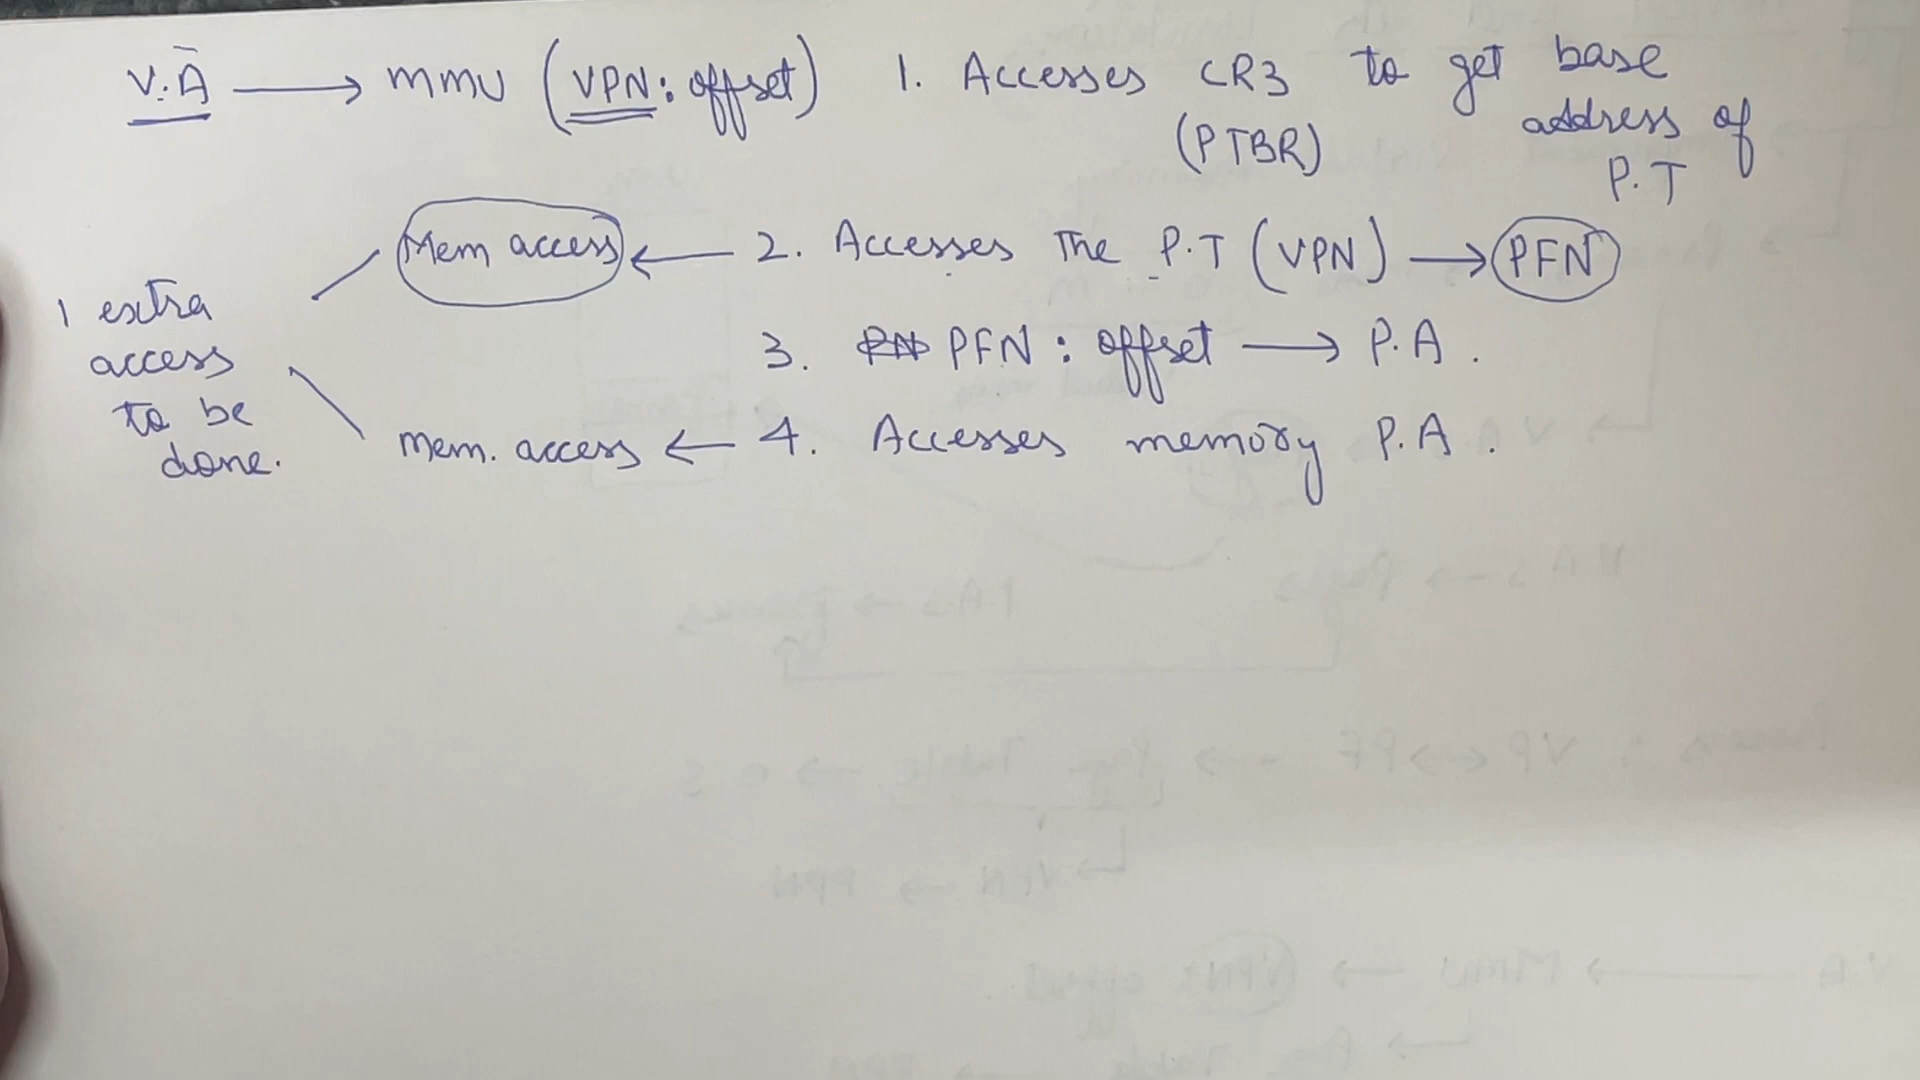 V.A → MMU (VPN : offset) 1. Accesses CR3 to get base
(PTBR) address of
P.T
Mem access ← 2. Accesses the P.T (VPN) → PFN
1 extra
access
to be
done.
3. PFN : offset → P.A.
Mem. access ← 4. Accesses memory P.A.